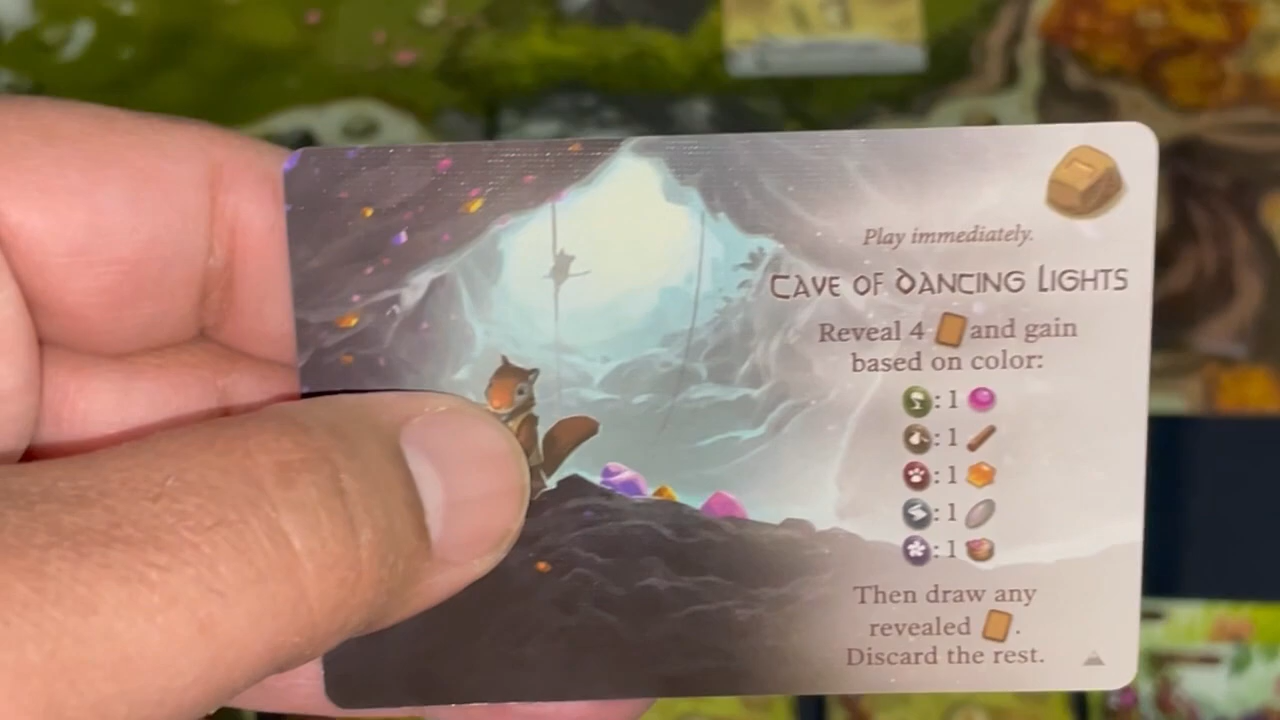 Play immediately.
CAVE OF DANCING LIGHTS
Reveal 4 and gain
based on color:
: 1
: 1
: 1
: 1
: 1
Then draw any
revealed .
Discard the rest.